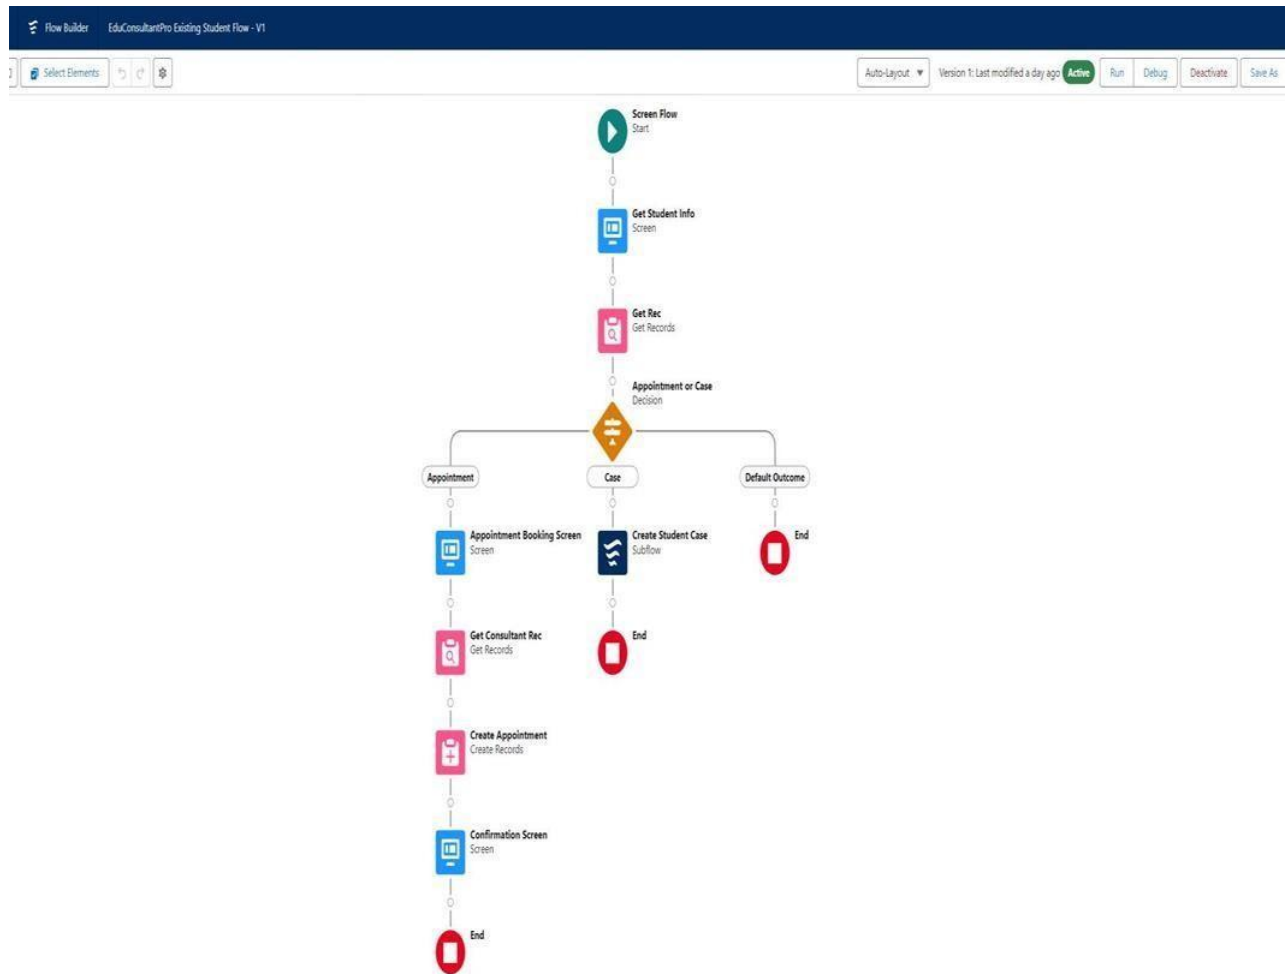 Flow Builder EduConsultantPro Existing Student Flow - V1
Select Elements Auto-Layout Version 1: Last modified a day ago Active Run Debug Deactivate Save As
Screen Flow
Start
Get Student Info
Screen
Get Rec
Get Records
Appointment or Case
Decision
Appointment Case Default Outcome
Appointment Booking Screen
Screen
Create Student Case
Subflow
End
Get Consultant Rec
Get Records
End
Create Appointment
Create Records
Confirmation Screen
Screen
End